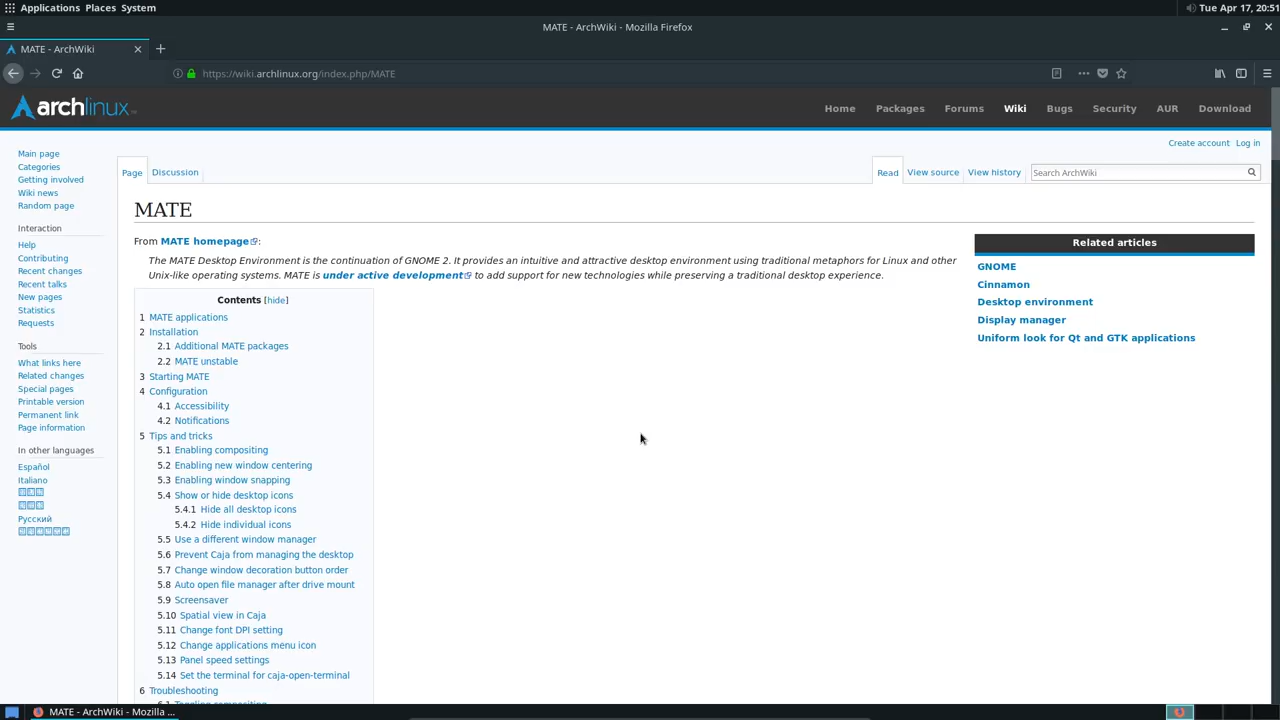 Applications Places System
Tue Apr 17, 20:51
MATE - ArchWiki - Mozilla Firefox
MATE - ArchWiki
https://wiki.archlinux.org/index.php/MATE
archlinux
Home Packages Forums Wiki Bugs Security AUR Download
Create account Log in
Main page
Categories
Getting involved
Wiki news
Random page
Interaction
Help
Contributing
Recent changes
Recent talks
New pages
Statistics
Requests
Tools
What links here
Related changes
Special pages
Printable version
Permanent link
Page information
In other languages
Español
Italiano
Русский
Page Discussion
Read View source View history
Search ArchWiki
MATE
From MATE homepage:
The MATE Desktop Environment is the continuation of GNOME 2. It provides an intuitive and attractive desktop environment using traditional metaphors for Linux and other
Unix-like operating systems. MATE is under active development to add support for new technologies while preserving a traditional desktop experience.
Contents [hide]
1 MATE applications
2 Installation
2.1 Additional MATE packages
2.2 MATE unstable
3 Starting MATE
4 Configuration
4.1 Accessibility
4.2 Notifications
5 Tips and tricks
5.1 Enabling compositing
5.2 Enabling new window centering
5.3 Enabling window snapping
5.4 Show or hide desktop icons
5.4.1 Hide all desktop icons
5.4.2 Hide individual icons
5.5 Use a different window manager
5.6 Prevent Caja from managing the desktop
5.7 Change window decoration button order
5.8 Auto open file manager after drive mount
5.9 Screensaver
5.10 Spatial view in Caja
5.11 Change font DPI setting
5.12 Change applications menu icon
5.13 Panel speed settings
5.14 Set the terminal for caja-open-terminal
6 Troubleshooting
Related articles
GNOME
Cinnamon
Desktop environment
Display manager
Uniform look for Qt and GTK applications
MATE - ArchWiki - Mozilla ...